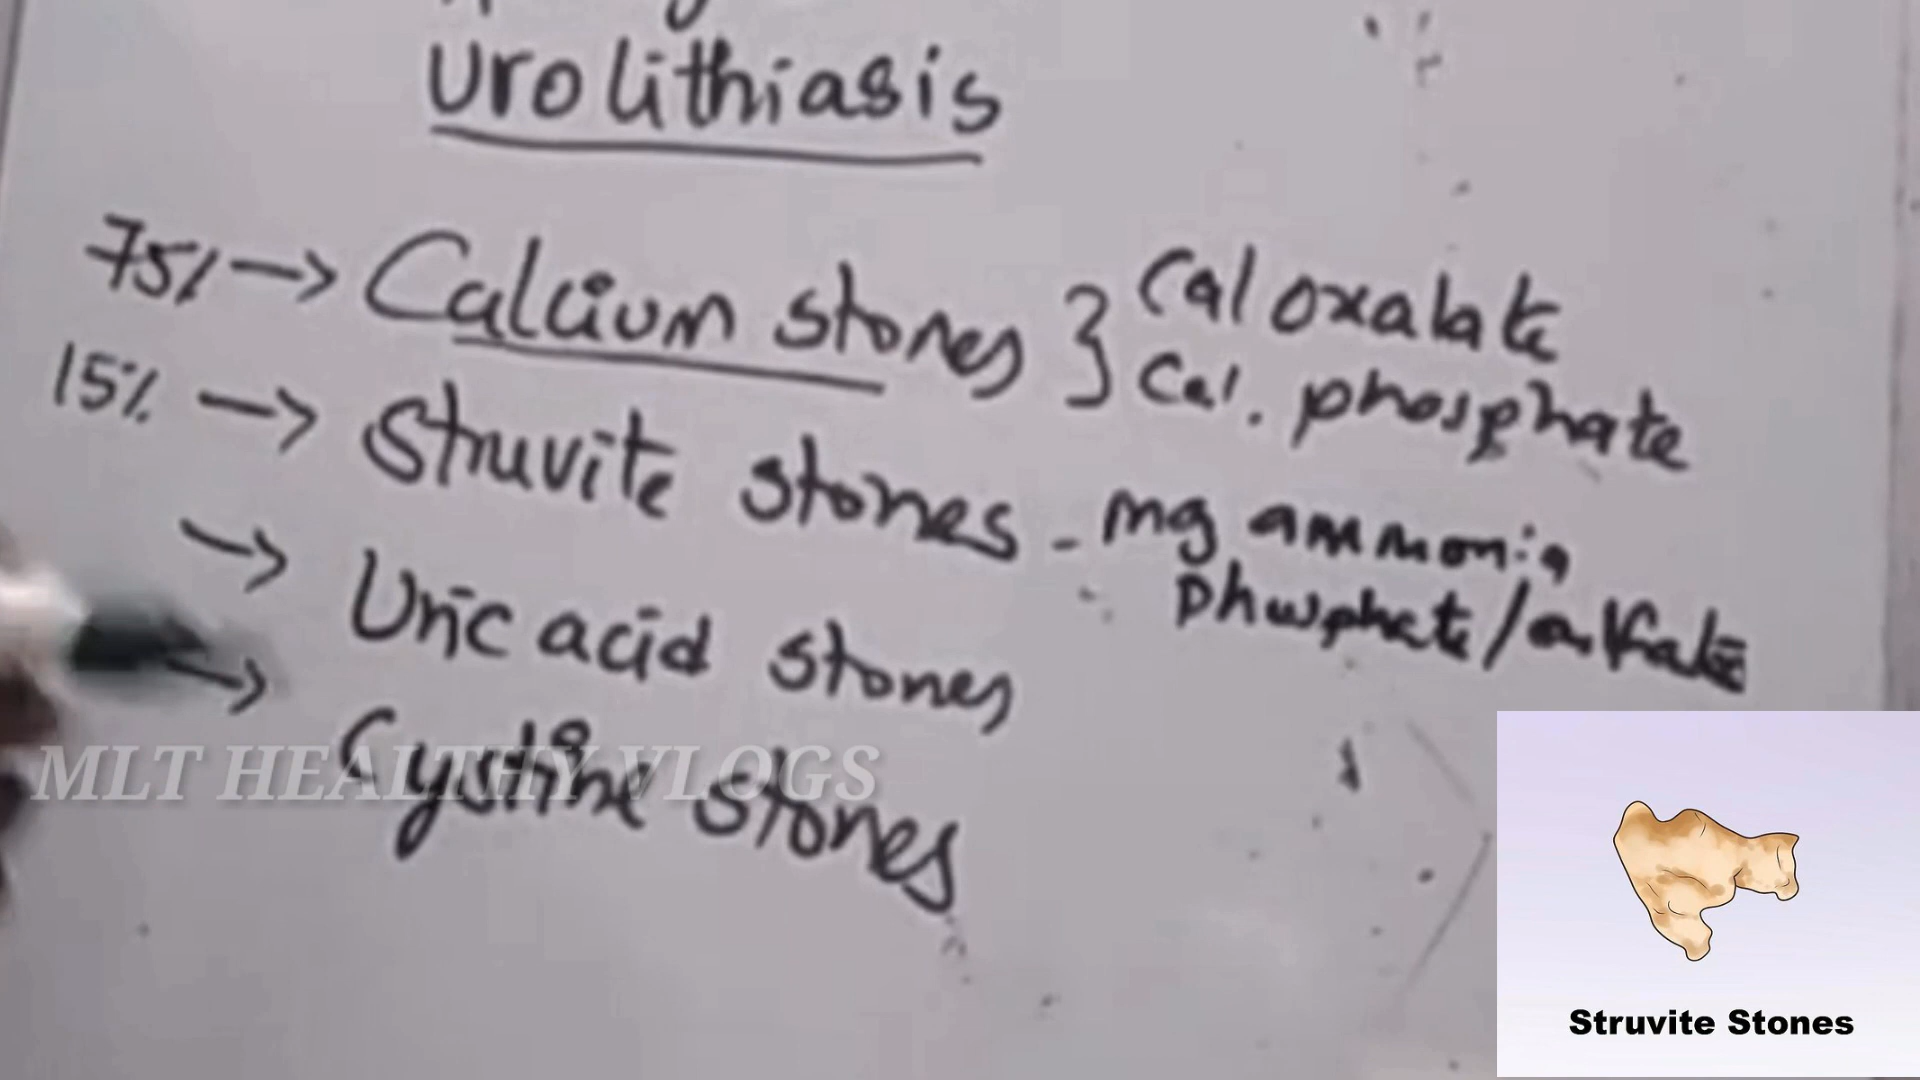 Urolithiasis
75% → Calcium stones } Cal oxalate
Cal. phosphate
15% → Struvite stones - mg ammonia
phosphate /
→ Uric acid stones
→ Cystine stones
MLT HEALTHY VLOGS
Struvite Stones